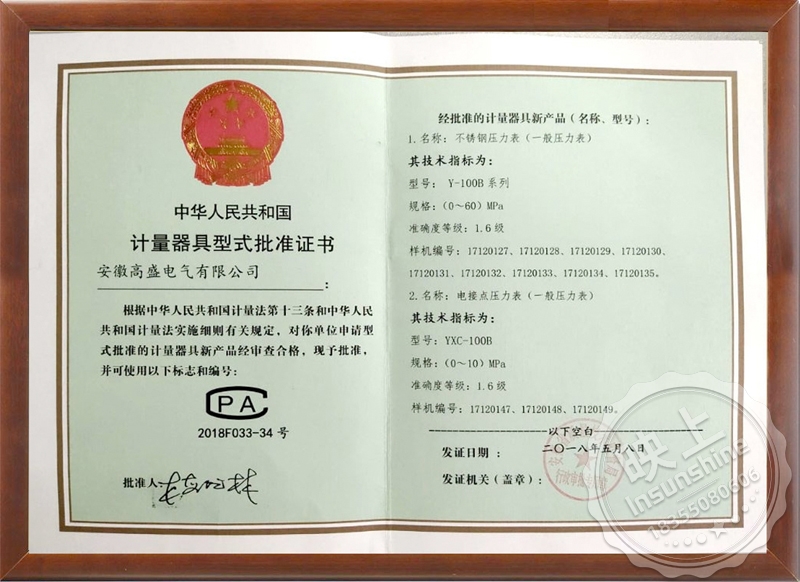 中华人民共和国
计量器具型式批准证书
安徽高盛电气有限公司
：
根据中华人民共和国计量法第十三条和中华人民
共和国计量法实施细则有关规定，对你单位申请型
式批准的计量器具新产品经审查合格，现予批准，
并可使用以下标志和编号：
CPA
2018F033-34 号
批准人
经批准的计量器具新产品（名称、型号）：
1.名称：不锈钢压力表（一般压力表）
其技术指标为：
型号： Y-100B 系列
规格：（0～60）MPa
准确度等级：1.6 级
样机编号：17120127、17120128、17120129、17120130、
17120131、17120132、17120133、17120134、17120135。
2.名称：电接点压力表（一般压力表）
其技术指标为：
型号：YXC-100B
规格：（0～10）MPa
准确度等级：1.6 级
样机编号：17120147、17120148、17120149。
以下空白
发证日期： 二〇一八年五月八日
发证机关（盖章）：
映上
Insunshine
18355080606